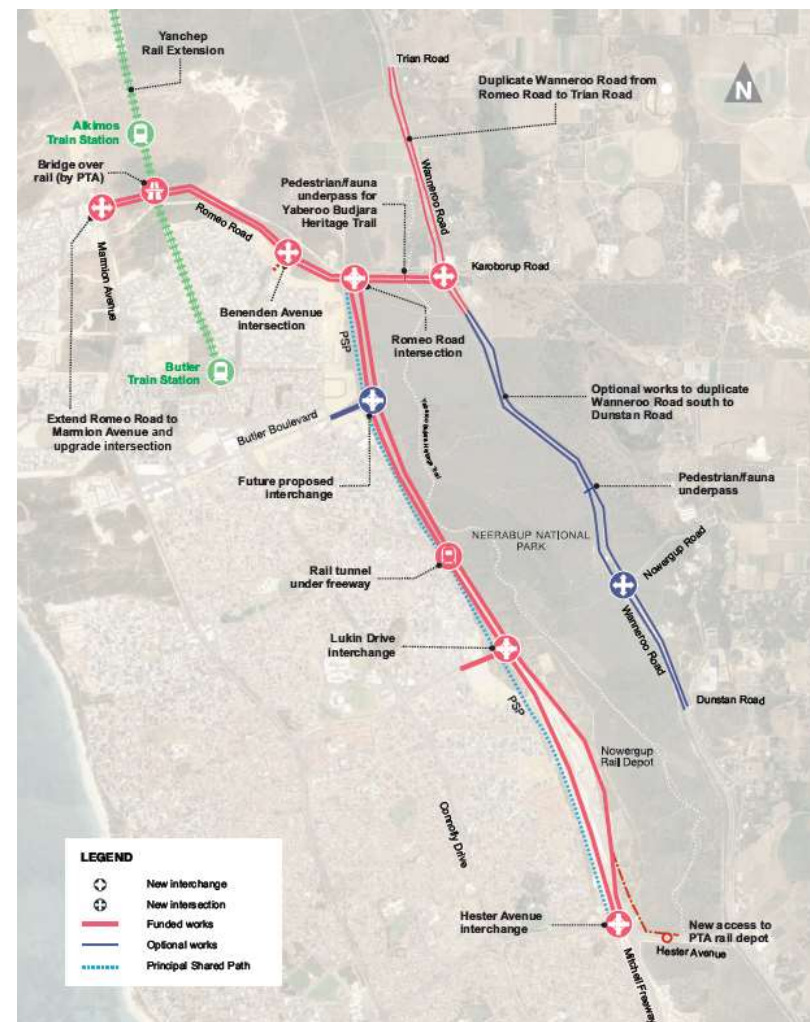 Yanchep
Rail Extension
Trian Road
Duplicate Wanneroo Road from
Romeo Road to Trian Road
N
Alkimos
Train Station
Bridge over
rail (by PTA)
Pedestrian/fauna
underpass for
Yaberoo Budjara
Heritage Trail
Wanneroo Road
Romeo Road
Marmion Avenue
Karoborup Road
Benenden Avenue
intersection
PSP
Romeo Road
intersection
Butler
Train Station
Optional works to duplicate
Wanneroo Road south to
Dunstan Road
Extend Romeo Road to
Marmion Avenue and
upgrade intersection
Butler Boulevard
Yaberoo Budjara Heritage Trail
Future proposed
interchange
Pedestrian/fauna
underpass
NEERABUP NATIONAL
PARK
Nowergup Road
Rail tunnel
under freeway
Wanneroo Road
Lukin Drive
interchange
PSP
Dunstan Road
Nowergup
Rail Depot
Connolly Drive
LEGEND
New interchange
New intersection
Funded works
Optional works
Principal Shared Path
Hester Avenue
interchange
New access to
PTA rail depot
Hester Avenue
Mitchell Freeway